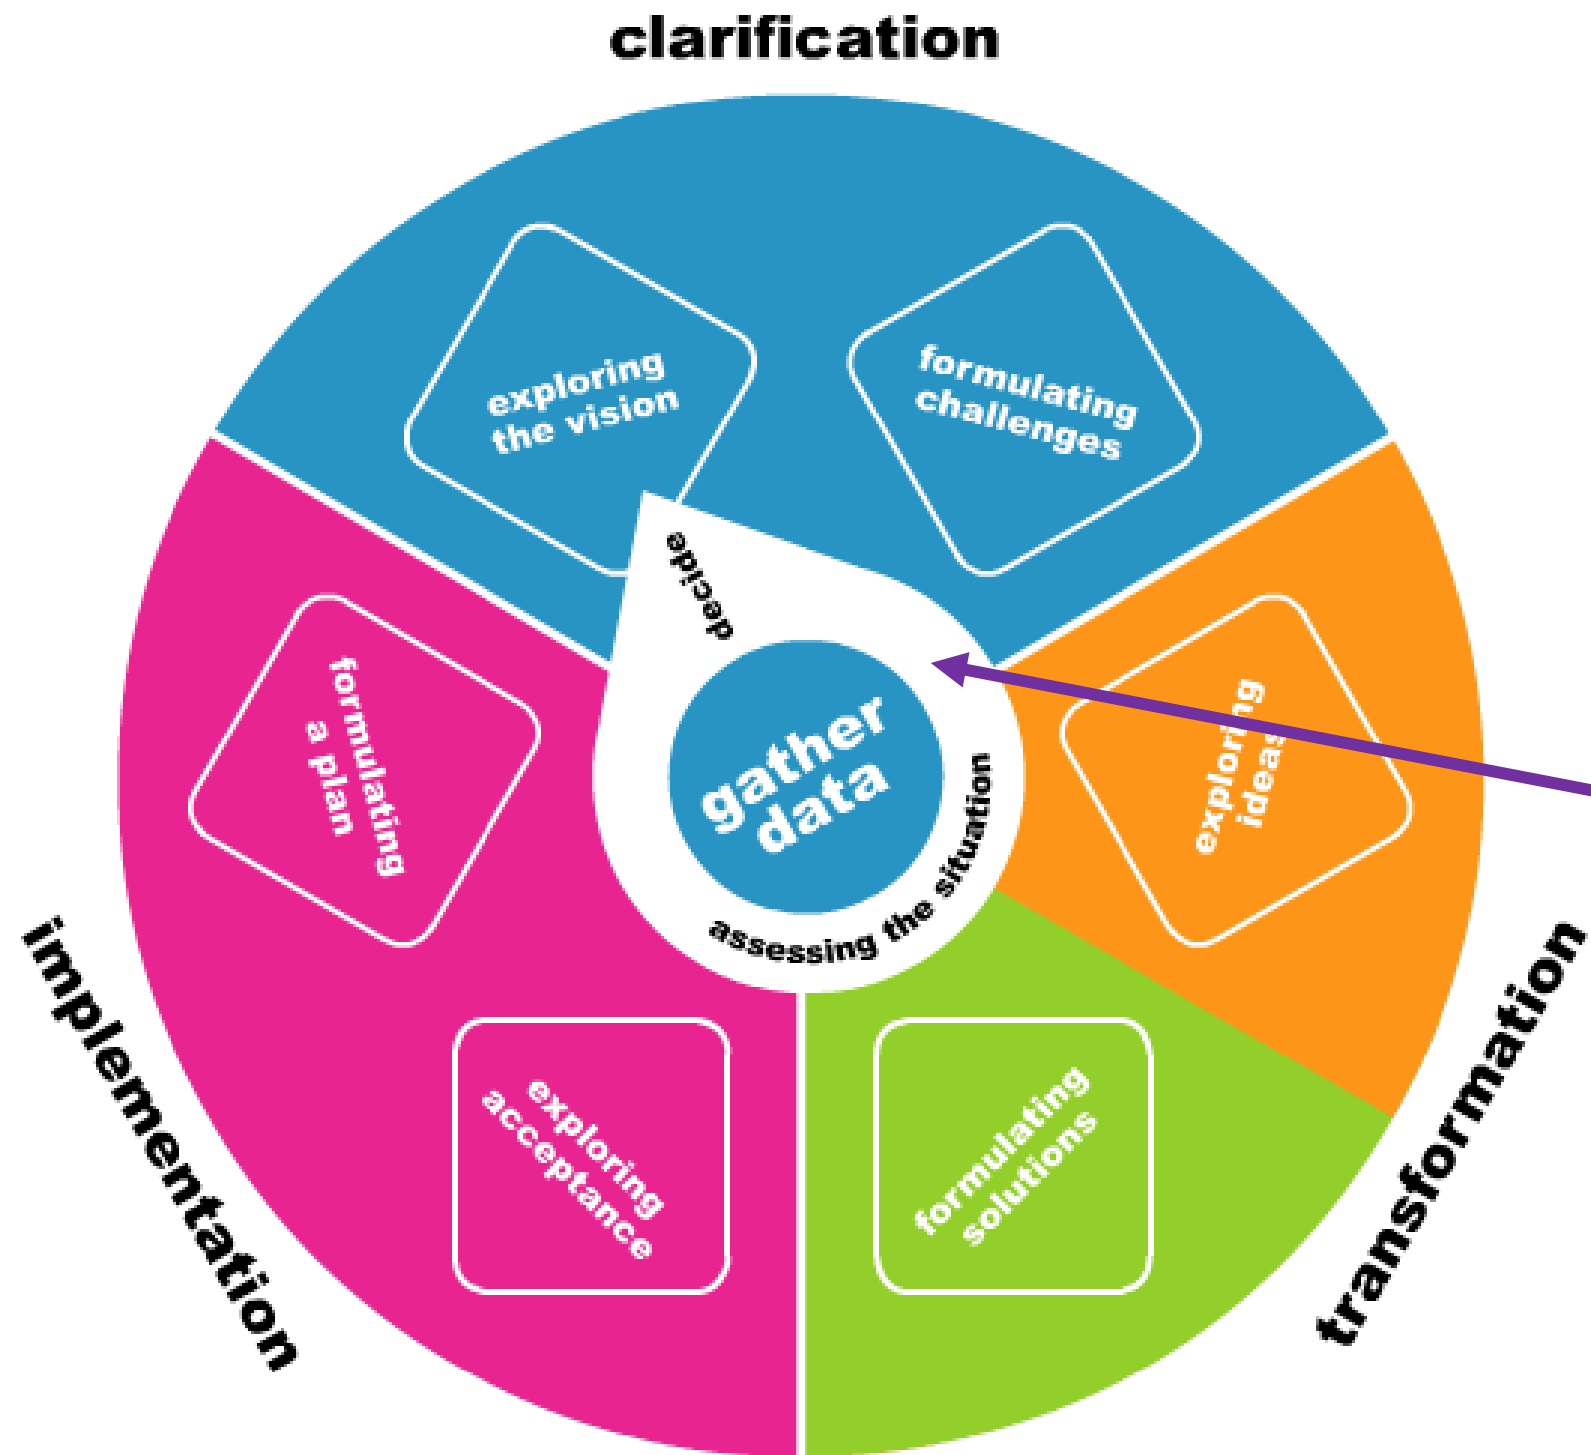 clarification
exploring
the vision
formulating
challenges
decide
gather
data
assessing the situation
exploring
ideas
formulating
solutions
exploring
acceptance
formulating
a plan
implementation
transformation